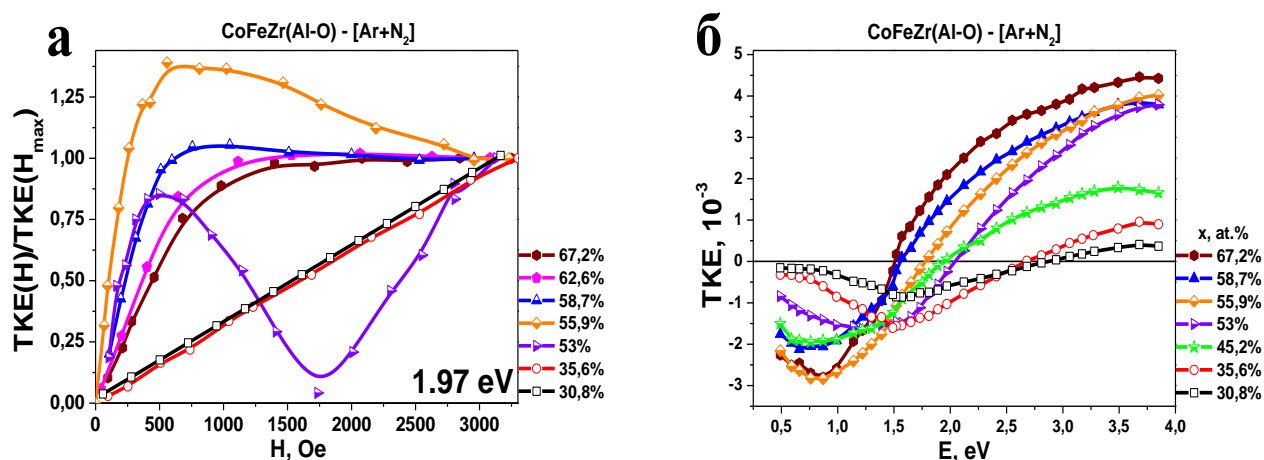 а
CoFeZr(Al-O) - [Ar+N₂]
TKE(H)/TKE(Hmax)
1,25
1,00
0,75
0,50
0,25
0,00
0 500 1000 1500 2000 2500 3000
H, Oe
1.97 eV
67,2%
62,6%
58,7%
55,9%
53%
35,6%
30,8%
б
CoFeZr(Al-O) - [Ar+N₂]
TKE, 10⁻³
5
4
3
2
1
0
-1
-2
-3
0,5 1,0 1,5 2,0 2,5 3,0 3,5 4,0
E, eV
x, at.%
67,2%
58,7%
55,9%
53%
45,2%
35,6%
30,8%